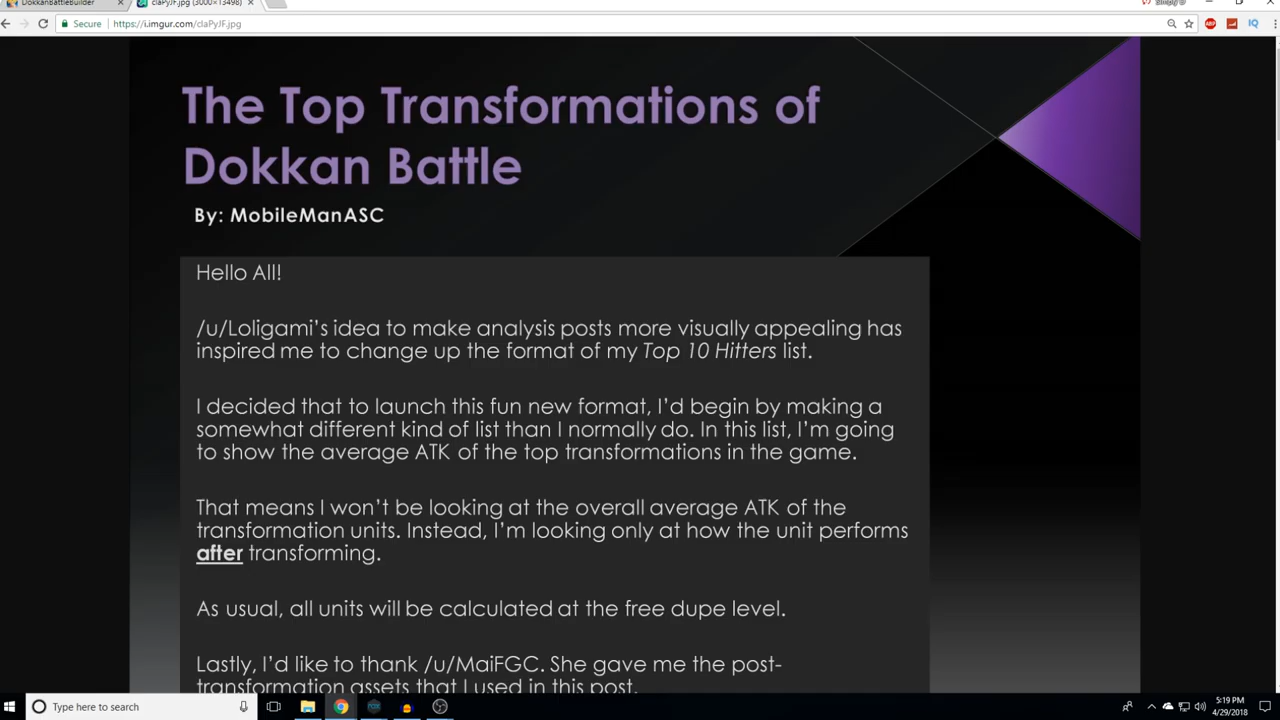 DokkanBattleBuilder
claPyJF.jpg (3000×13498)
Simply D
Secure
https://i.imgur.com/claPyJF.jpg
ABP
IQ
The Top Transformations of
Dokkan Battle
By: MobileManASC
Hello All!
/u/Loligami’s idea to make analysis posts more visually appealing has
inspired me to change up the format of my Top 10 Hitters list.
I decided that to launch this fun new format, I’d begin by making a
somewhat different kind of list than I normally do. In this list, I’m going
to show the average ATK of the top transformations in the game.
That means I won’t be looking at the overall average ATK of the
transformation units. Instead, I’m looking only at how the unit performs
after transforming.
As usual, all units will be calculated at the free dupe level.
Lastly, I’d like to thank /u/MaiFGC. She gave me the post-
transformation assets that I used in this post.
Type here to search
5:19 PM
4/29/2018